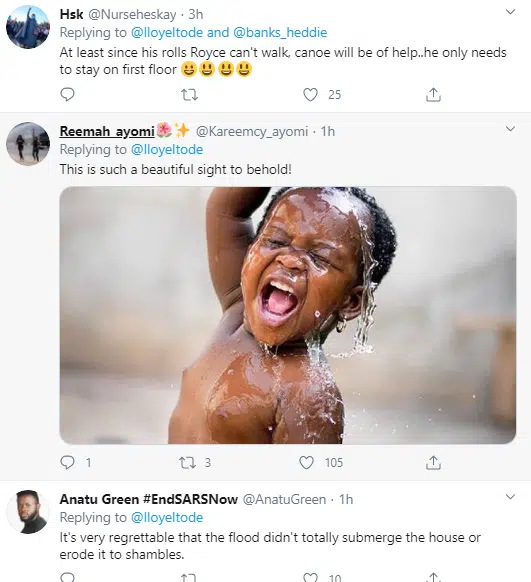 Hsk @Nurseheskay · 3h
Replying to @lloyeltode and @banks_heddie
At least since his rolls Royce can't walk, canoe will be of help..he only needs
to stay on first floor 😀😃😃😃
25
Reemah_ayomi🌺✨ @Kareemcy_ayomi · 1h
Replying to @lloyeltode
This is such a beautiful sight to behold!
1 3 105
Anatu Green #EndSARSNow @AnatuGreen · 1h
Replying to @lloyeltode
It's very regrettable that the flood didn't totally submerge the house or
erode it to shambles.
10